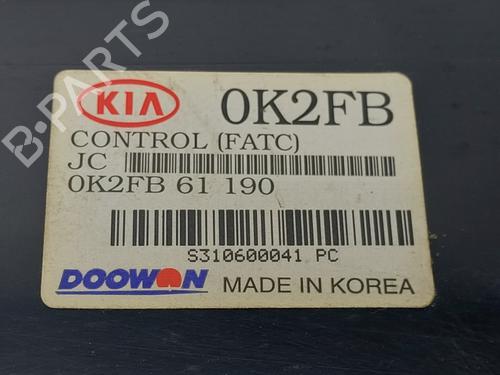 B-PARTS
KIA 0K2FB
CONTROL (FATC)
JC
0K2FB 61 190
S310600041 PC
DOOWON MADE IN KOREA